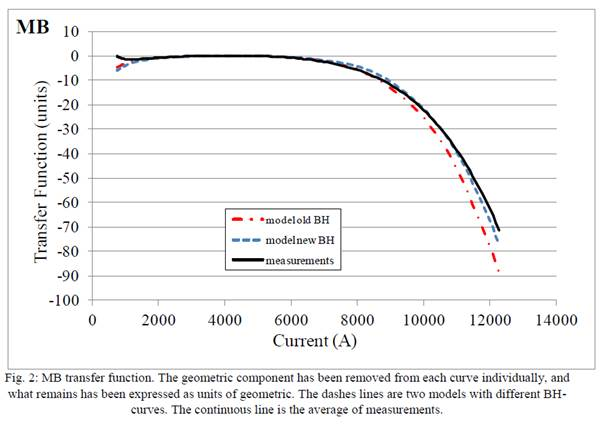 MB
10
0
-10
-20
-30
-40
-50
-60
-70
-80
-90
-100
Transfer Function (units)
model old BH
model new BH
measurements
0 2000 4000 6000 8000 10000 12000 14000
Current (A)
Fig. 2: MB transfer function. The geometric component has been removed from each curve individually, and
what remains has been expressed as units of geometric. The dashes lines are two models with different BH-
curves. The continuous line is the average of measurements.